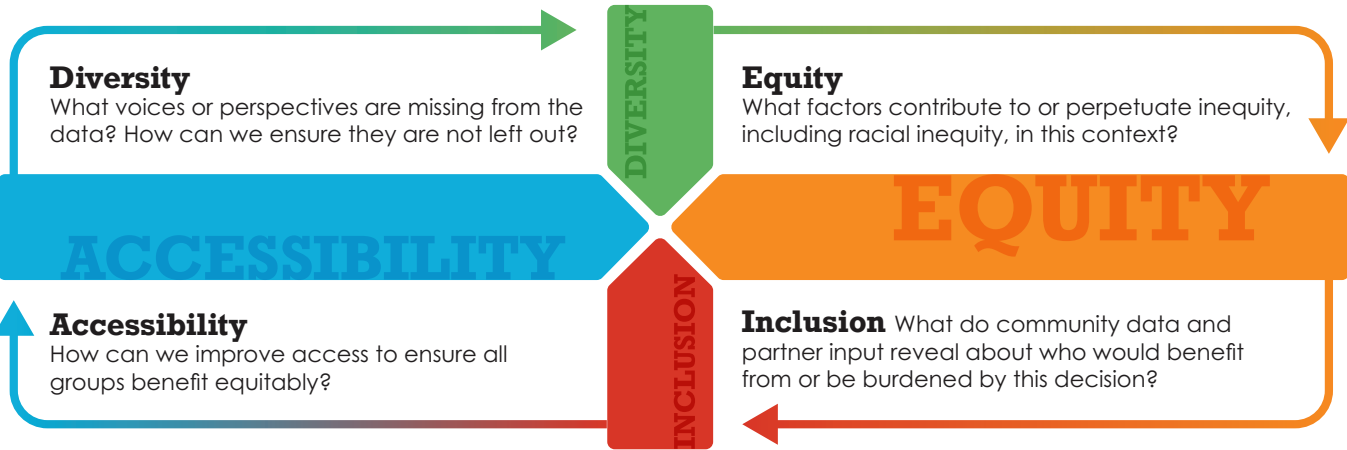 Diversity
What voices or perspectives are missing from the
data? How can we ensure they are not left out?
DIVERSITY
Equity
What factors contribute to or perpetuate inequity,
including racial inequity, in this context?
ACCESSIBILITY
EQUITY
Accessibility
How can we improve access to ensure all
groups benefit equitably?
INCLUSION
Inclusion What do community data and
partner input reveal about who would benefit
from or be burdened by this decision?